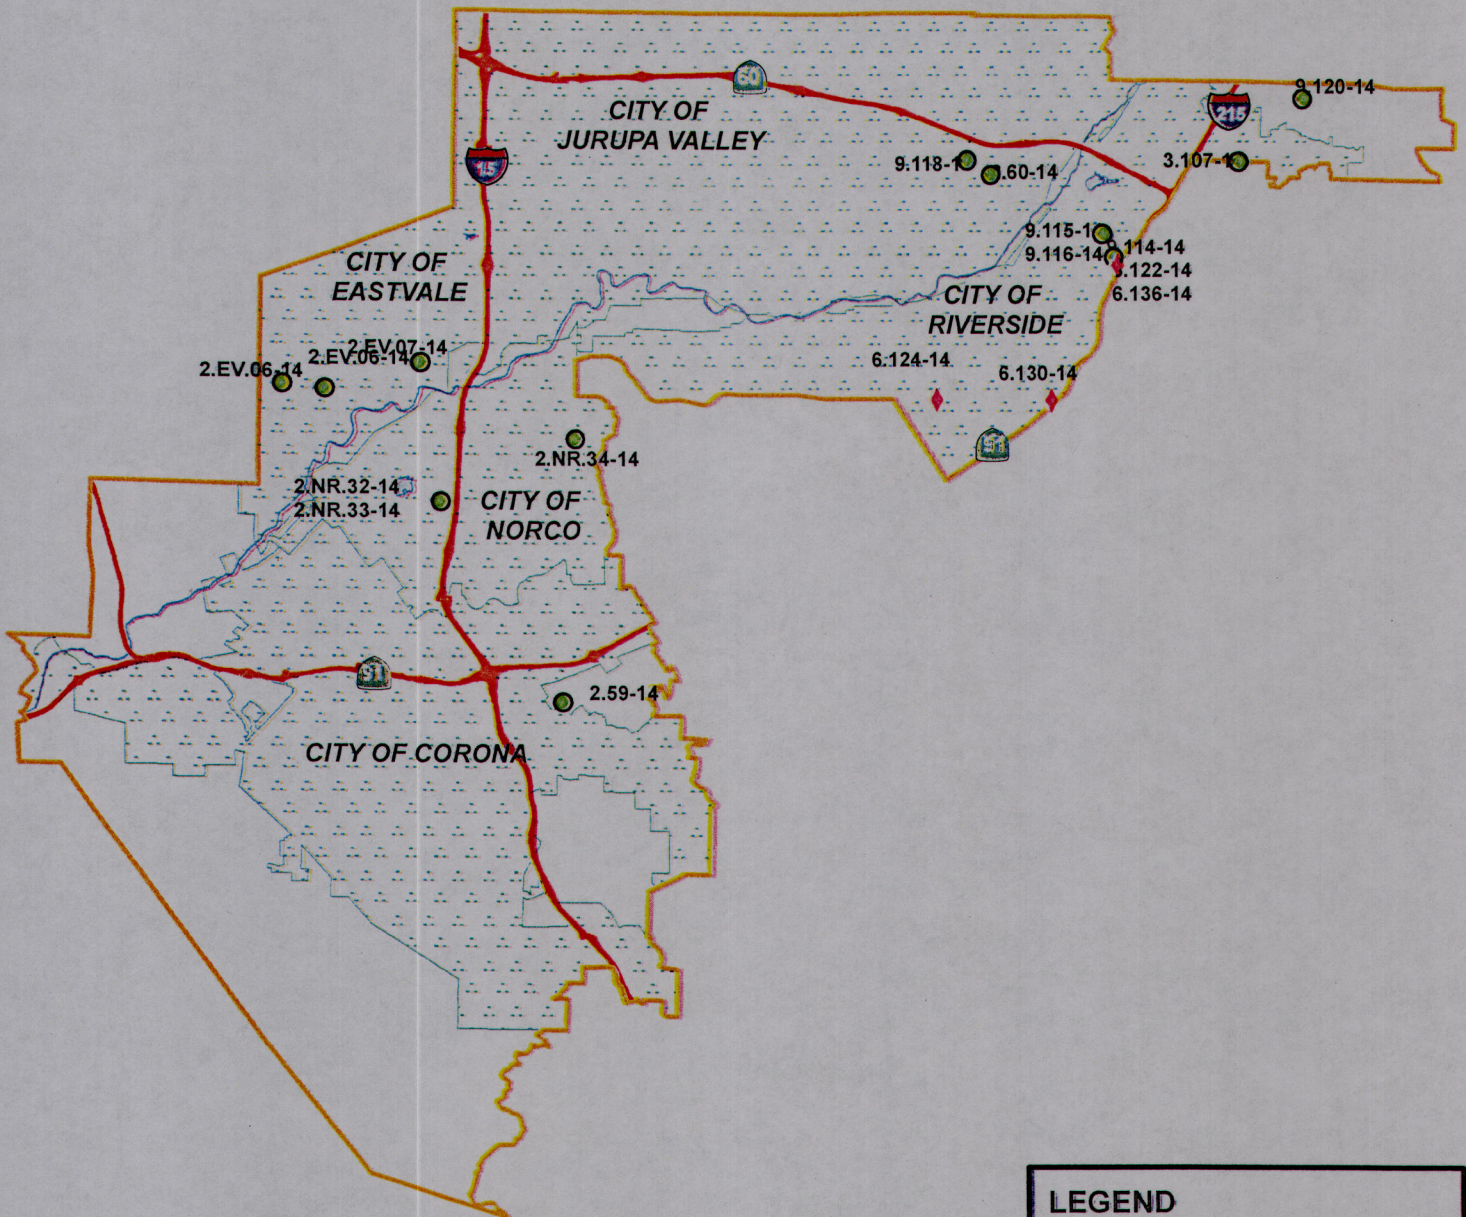 60
9.120-14
CITY OF
JURUPA VALLEY
215
15
9.118-1
.60-14
3.107-1
9.115-1
114-14
9.116-14
.122-14
6.136-14
CITY OF
EASTVALE
CITY OF
RIVERSIDE
2.EV.07-14
2.EV.06-14
2.EV.06-14
6.124-14
6.130-14
91
2.NR.34-14
2.NR.32-14
2.NR.33-14
CITY OF
NORCO
91
2.59-14
CITY OF CORONA
LEGEND